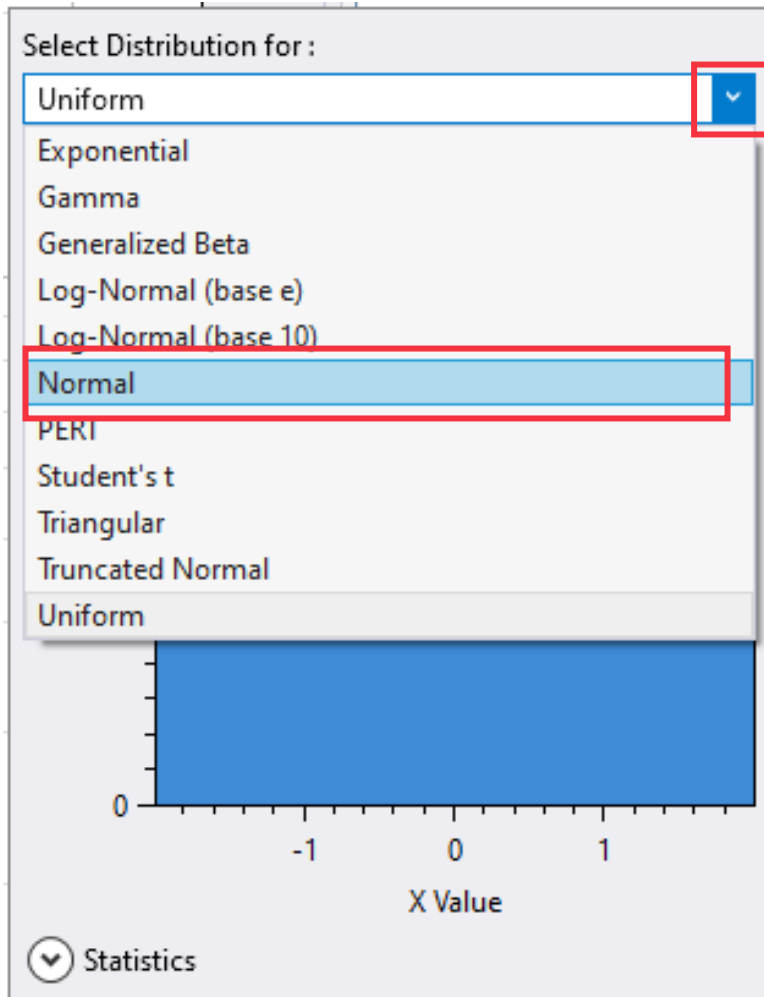 Select Distribution for :
Uniform
Exponential
Gamma
Generalized Beta
Log-Normal (base e)
Log-Normal (base 10)
Normal
PERT
Student's t
Triangular
Truncated Normal
Uniform
0
-1 0 1
X Value
Statistics